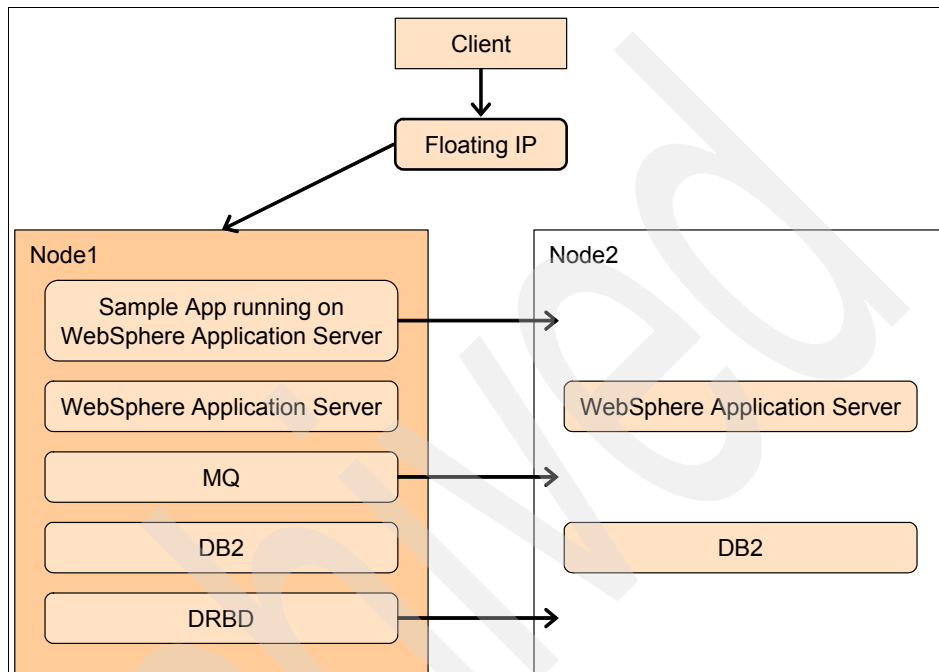 Client
Floating IP
Node1
Sample App running on
WebSphere Application Server
WebSphere Application Server
MQ
DB2
DRBD
Node2
WebSphere Application Server
DB2